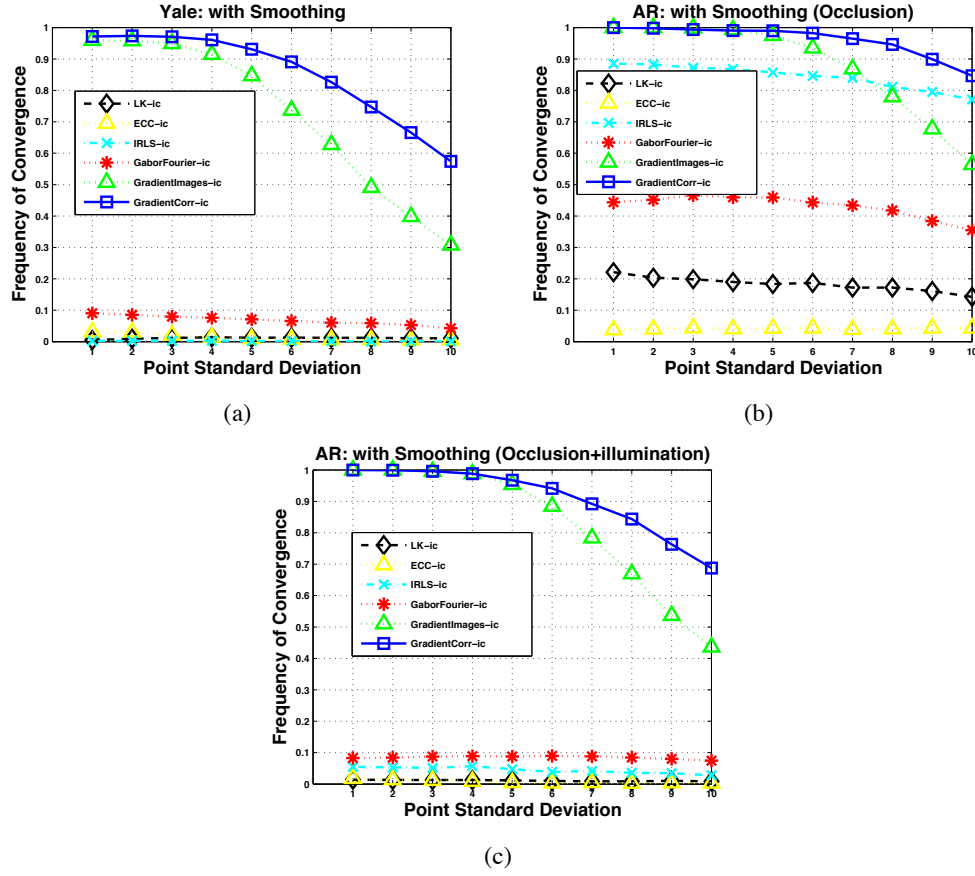 Yale: with Smoothing
Frequency of Convergence
1
0.9
0.8
0.7
0.6
0.5
0.4
0.3
0.2
0.1
0
LK-ic
ECC-ic
IRLS-ic
GaborFourier-ic
GradientImages-ic
GradientCorr-ic
1 2 3 4 5 6 7 8 9 10
Point Standard Deviation
(a)
AR: with Smoothing (Occlusion)
Frequency of Convergence
1
0.9
0.8
0.7
0.6
0.5
0.4
0.3
0.2
0.1
0
LK-ic
ECC-ic
IRLS-ic
GaborFourier-ic
GradientImages-ic
GradientCorr-ic
1 2 3 4 5 6 7 8 9 10
Point Standard Deviation
(b)
AR: with Smoothing (Occlusion+illumination)
Frequency of Convergence
1
0.9
0.8
0.7
0.6
0.5
0.4
0.3
0.2
0.1
0
LK-ic
ECC-ic
IRLS-ic
GaborFourier-ic
GradientImages-ic
GradientCorr-ic
1 2 3 4 5 6 7 8 9 10
Point Standard Deviation
(c)